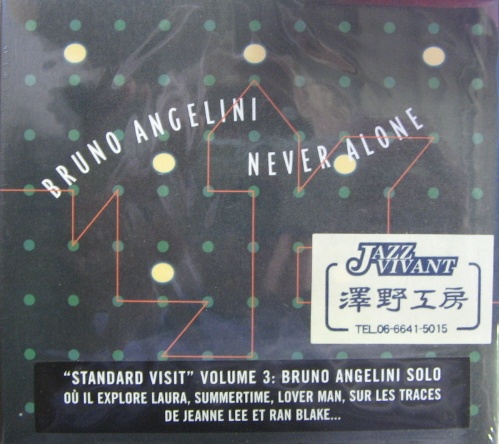 BRUNO ANGELINI
NEVER ALONE
JAZZ
VIVANT
澤野工房
TEL.06-6641-5015
"STANDARD VISIT" VOLUME 3: BRUNO ANGELINI SOLO
OÙ IL EXPLORE LAURA, SUMMERTIME, LOVER MAN, SUR LES TRACES
DE JEANNE LEE ET RAN BLAKE...